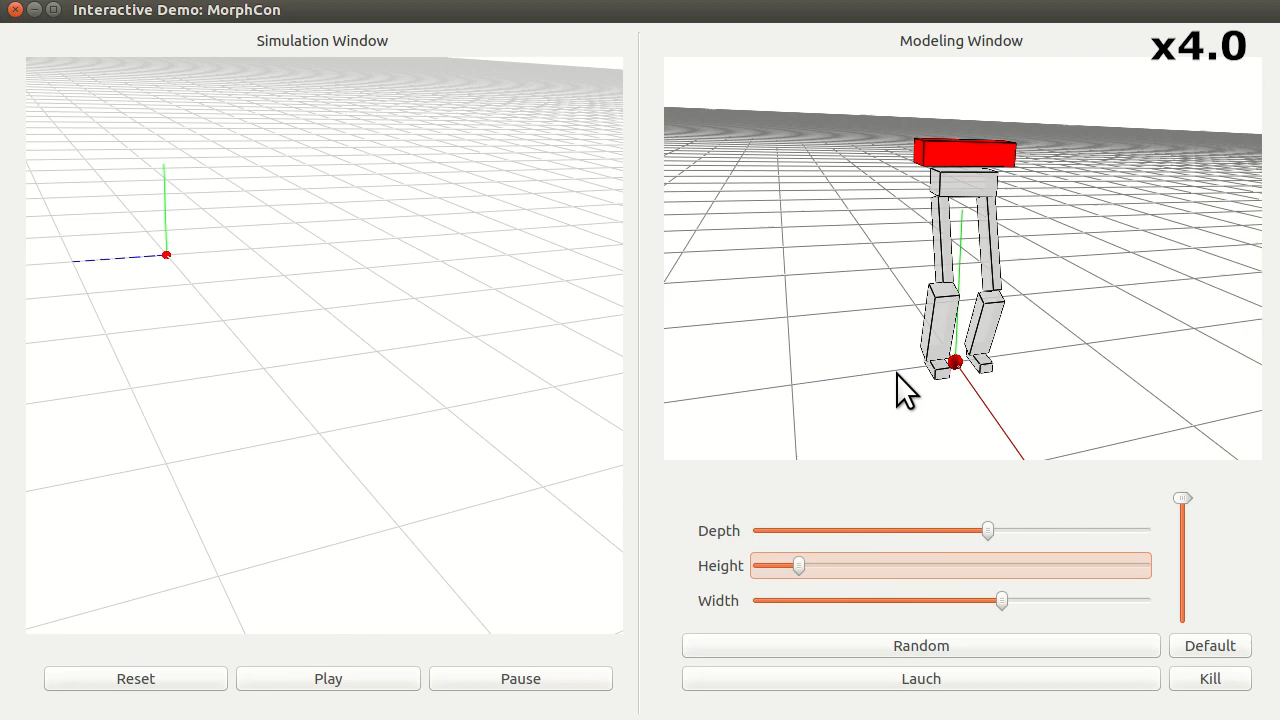 Interactive Demo: MorphCon
Simulation Window
Modeling Window
x4.0
Depth
Height
Width
Random
Default
Reset
Play
Pause
Lauch
Kill